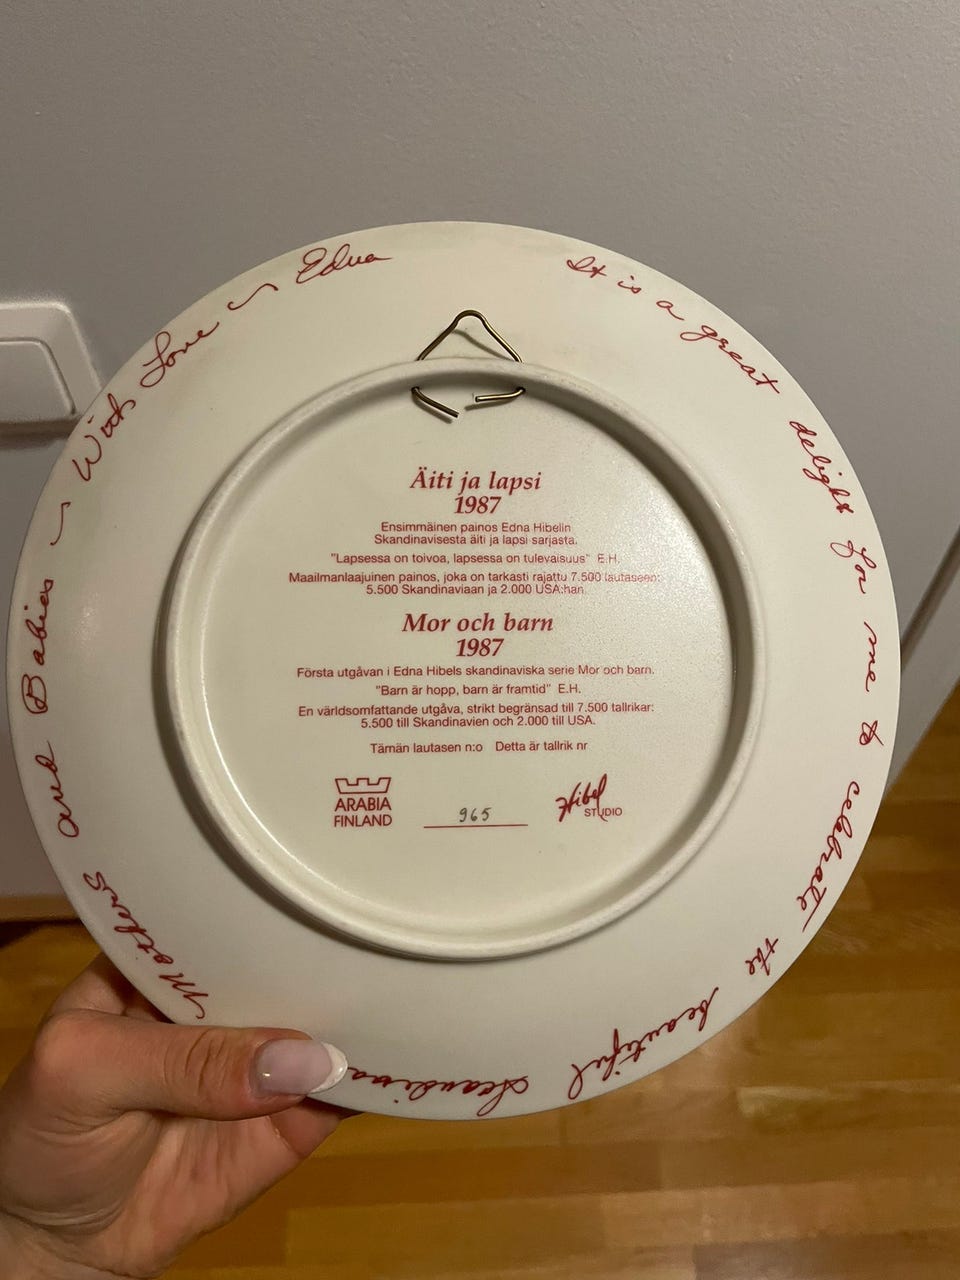 It is a great delight for me to celebrate the beautiful Scandina
Mothers and Babies ~ With Love ~ Edna
Äiti ja lapsi
1987
Ensimmäinen painos Edna Hibelin
Skandinavisesta äiti ja lapsi sarjasta.
"Lapsessa on toivoa, lapsessa on tulevaisuus" E.H.
Maailmanlaajuinen painos, joka on tarkasti rajattu 7.500 lautaseen:
5.500 Skandinaviaan ja 2.000 USA:han
Mor och barn
1987
Första utgåvan i Edna Hibels skandinaviska serie Mor och barn.
"Barn är hopp, barn är framtid" E.H.
En världsomfattande utgåva, strikt begränsad till 7.500 tallrikar:
5.500 till Skandinavien och 2.000 till USA.
Tämän lautasen n:o Detta är tallrik nr
ARABIA
FINLAND
965
Hibel
STUDIO